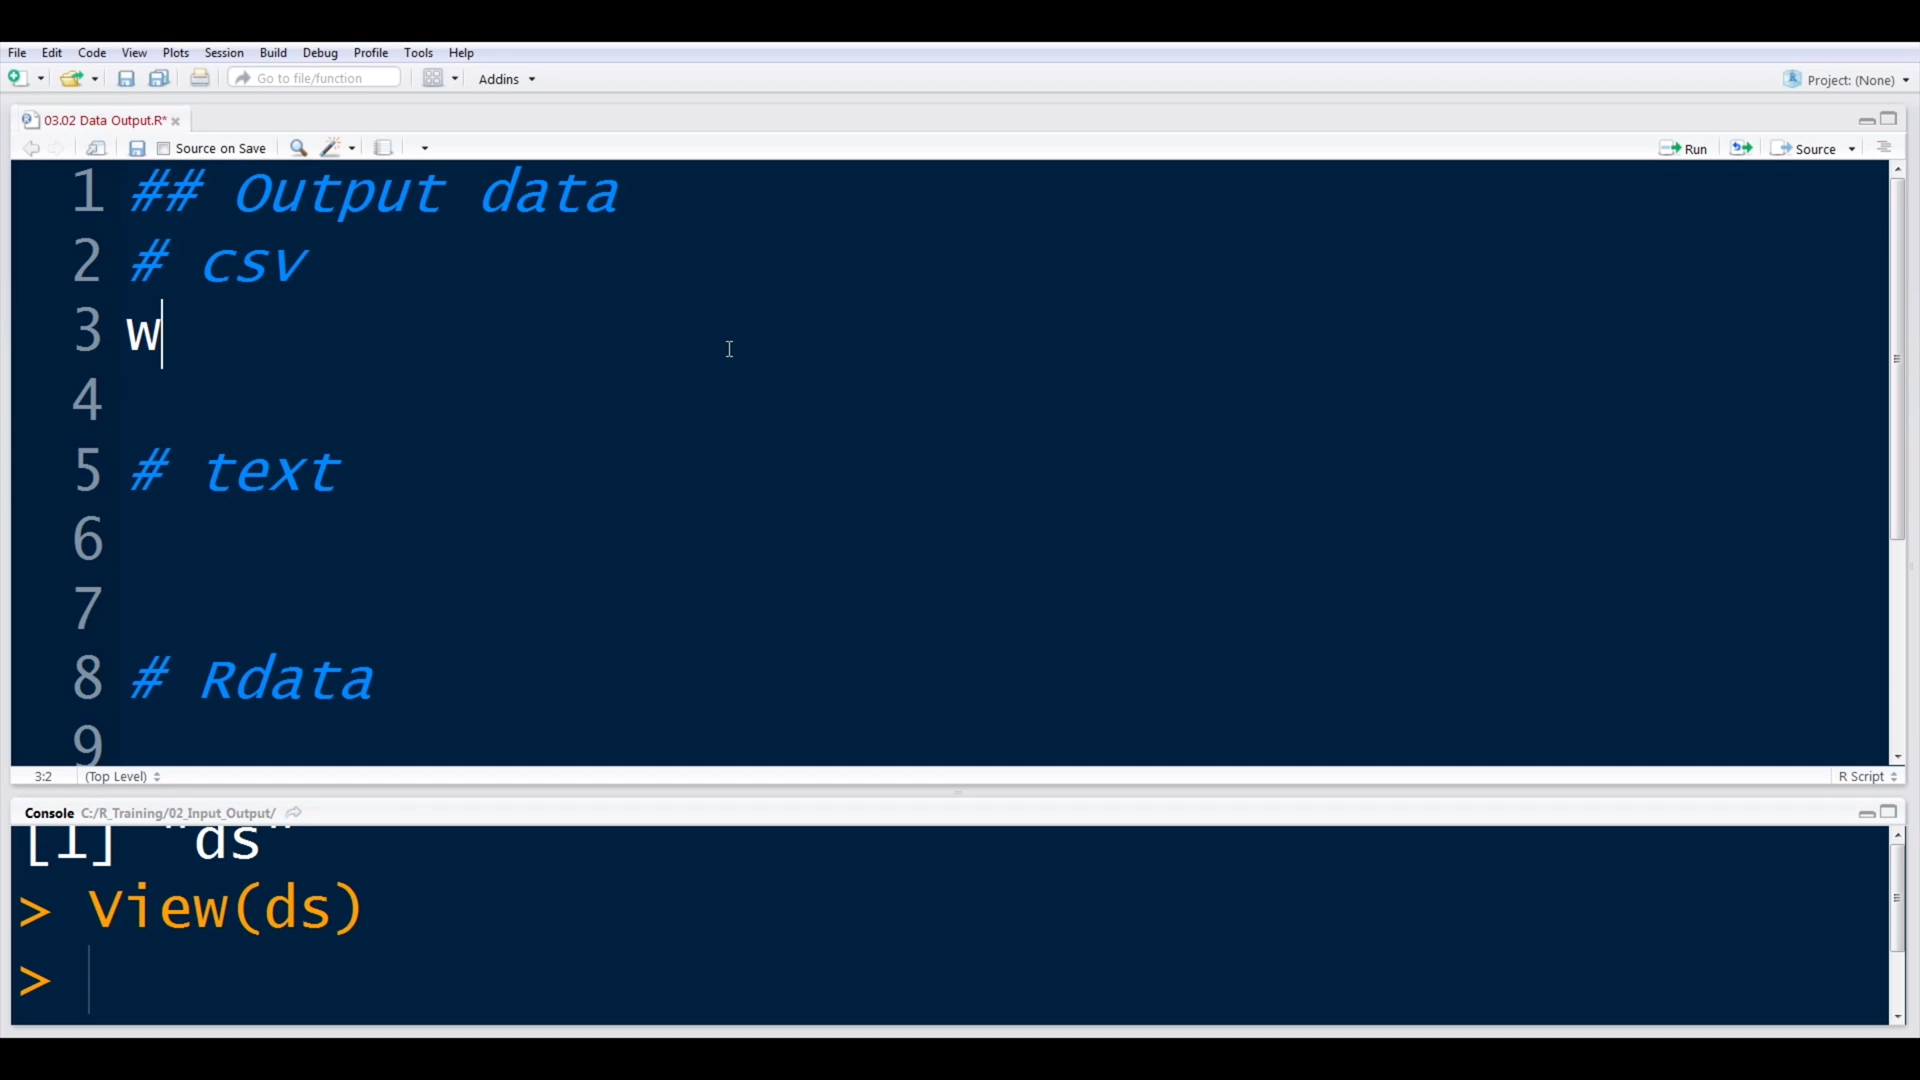 File Edit Code View Plots Session Build Debug Profile Tools Help
Go to file/function Addins Project: (None)
03.02 Data Output.R*
Source on Save Run Source
1 ## Output data
2 # csv
3 w
4
5 # text
6
7
8 # Rdata
9
3:2 (Top Level) R Script
Console C:/R_Training/02_Input_Output/
[1] "ds"
> View(ds)
>